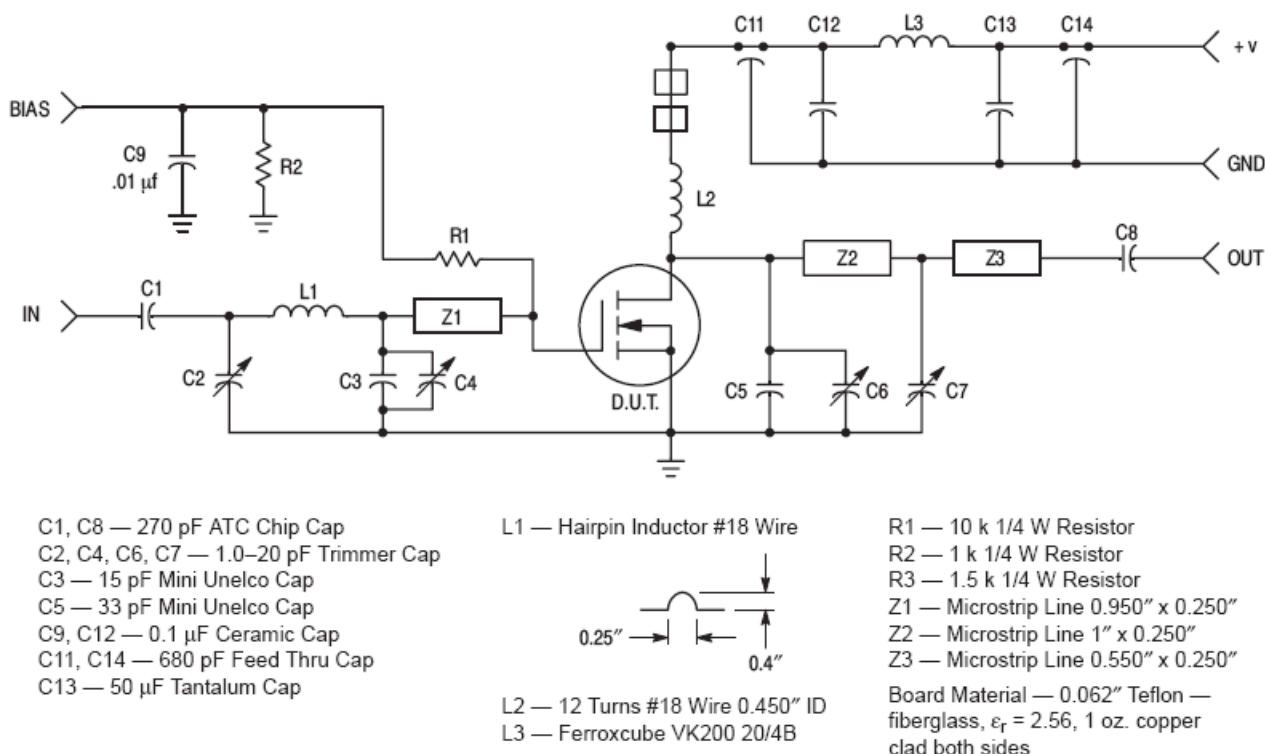 C11 C12 L3 C13 C14
+V
BIAS
C9
.01 µf
R2
GND
L2
R1
C8
Z2
Z3
OUT
C1
L1
IN
Z1
C2
C3
C4
D.U.T.
C5
C6
C7
C1, C8 — 270 pF ATC Chip Cap
C2, C4, C6, C7 — 1.0–20 pF Trimmer Cap
C3 — 15 pF Mini Unelco Cap
C5 — 33 pF Mini Unelco Cap
C9, C12 — 0.1 µF Ceramic Cap
C11, C14 — 680 pF Feed Thru Cap
C13 — 50 µF Tantalum Cap
L1 — Hairpin Inductor #18 Wire
0.25″
0.4″
L2 — 12 Turns #18 Wire 0.450″ ID
L3 — Ferroxcube VK200 20/4B
R1 — 10 k 1/4 W Resistor
R2 — 1 k 1/4 W Resistor
R3 — 1.5 k 1/4 W Resistor
Z1 — Microstrip Line 0.950″ x 0.250″
Z2 — Microstrip Line 1″ x 0.250″
Z3 — Microstrip Line 0.550″ x 0.250″
Board Material — 0.062″ Teflon —
fiberglass, εr = 2.56, 1 oz. copper
clad both sides